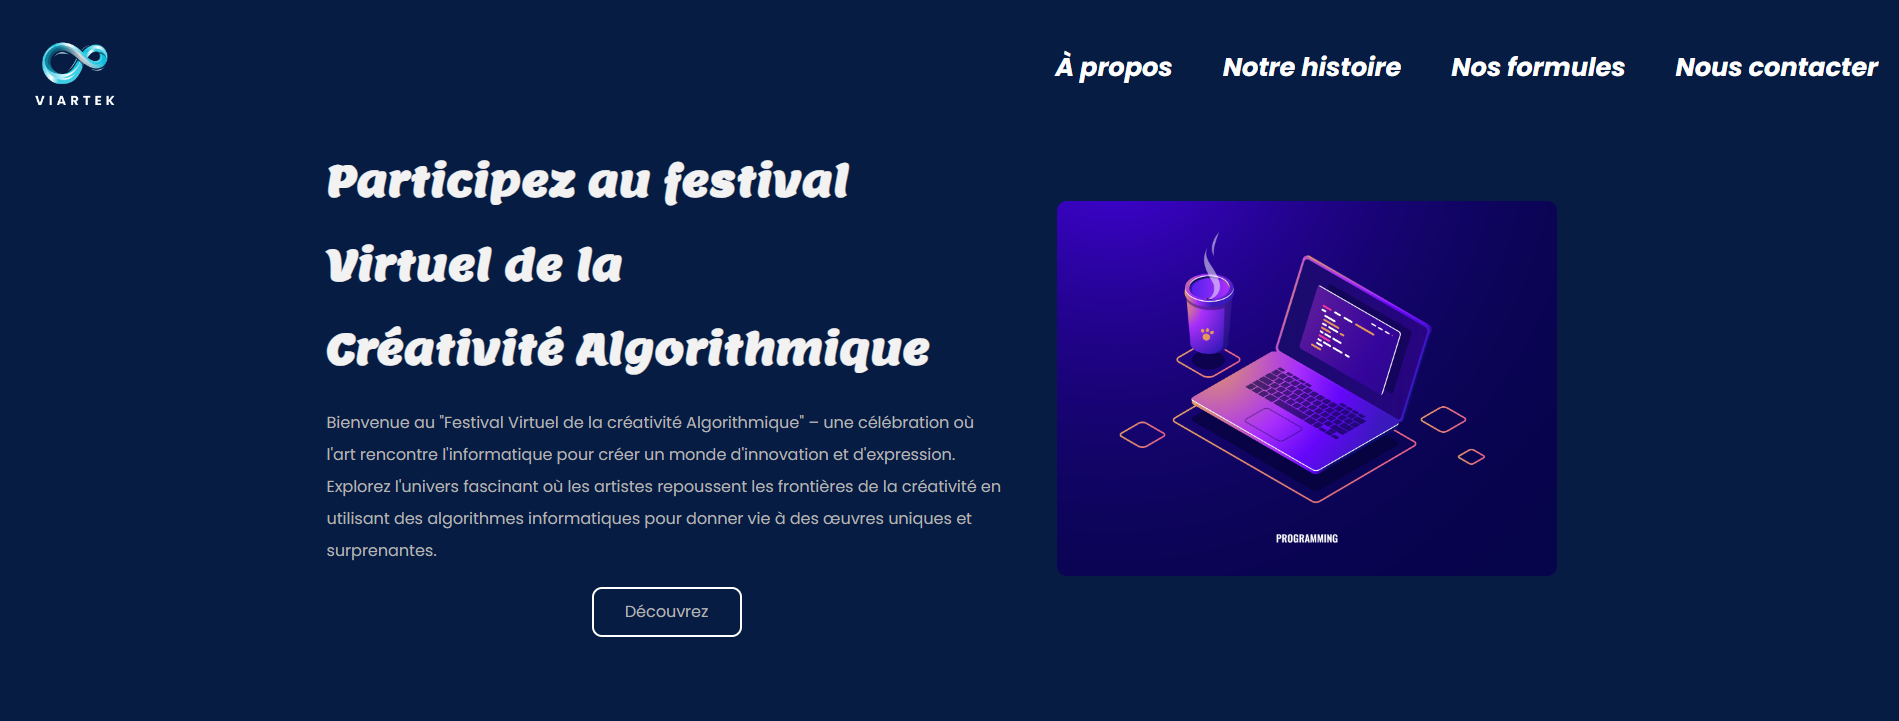 VIARTEK
À propos Notre histoire Nos formules Nous contacter
Participez au festival
Virtuel de la
Créativité Algorithmique
Bienvenue au "Festival Virtuel de la créativité Algorithmique" – une célébration où
l'art rencontre l'informatique pour créer un monde d'innovation et d'expression.
Explorez l'univers fascinant où les artistes repoussent les frontières de la créativité en
utilisant des algorithmes informatiques pour donner vie à des œuvres uniques et
surprenantes.
Découvrez
PROGRAMMING